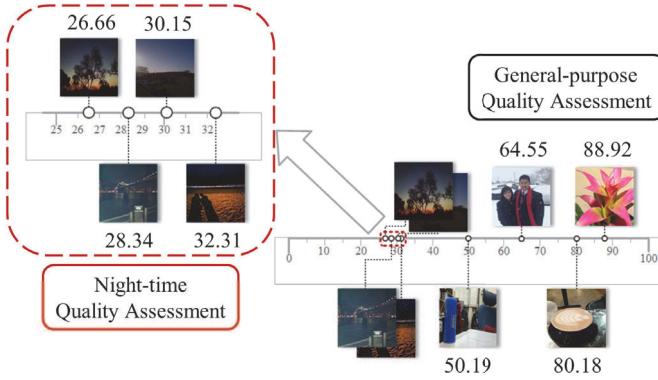 26.66 30.15
25 26 27 28 29 30 31 32
28.34 32.31
Night-time
Quality Assessment
General-purpose
Quality Assessment
64.55 88.92
0 10 20 30 40 50 60 70 80 90 100
50.19 80.18